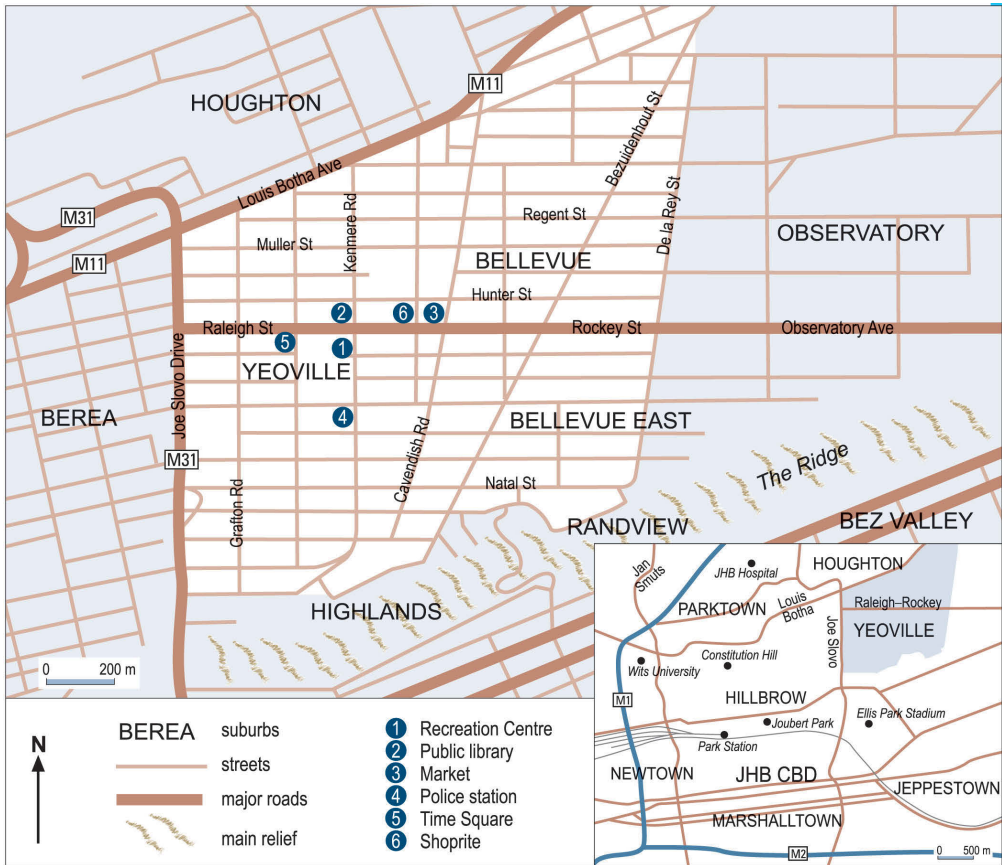 M11
HOUGHTON
Louis Botha Ave
Bezuidenhout St
M31
Kenmere Rd
Regent St
De la Rey St
OBSERVATORY
Muller St
M11
BELLEVUE
Hunter St
2
6
3
Raleigh St
Rockey St
Observatory Ave
5
1
YEOVILLE
Joe Slovo Drive
BEREA
4
BELLEVUE EAST
Cavendish Rd
M31
The Ridge
Natal St
Grafton Rd
RANDVIEW
BEZ VALLEY
HIGHLANDS
0 200 m
Jan
Smuts
JHB Hospital
HOUGHTON
PARKTOWN
Louis
Botha
Raleigh–Rockey
Joe Slovo
YEOVILLE
Wits University
Constitution Hill
M1
HILLBROW
Joubert Park
Ellis Park Stadium
Park Station
NEWTOWN
JHB CBD
JEPPESTOWN
MARSHALLTOWN
M2
0 500 m
N
BEREA suburbs
streets
major roads
main relief
1 Recreation Centre
2 Public library
3 Market
4 Police station
5 Time Square
6 Shoprite